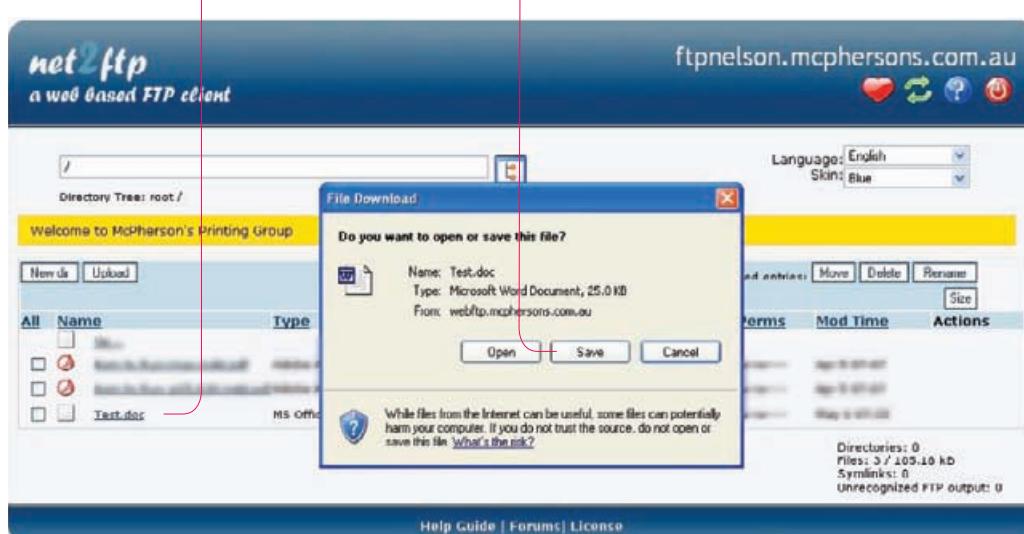 net2ftp
a web based FTP client
ftpnelson.mcphersons.com.au
/
Language: English
Skin: Blue
Directory Tree: root /
Welcome to McPherson's Printing Group
New dir Upload
Move Delete Rename
Size
All Name Type Perms Mod Time Actions
Test.doc MS Offic
File Download
Do you want to open or save this file?
Name: Test.doc
Type: Microsoft Word Document, 25.0 KB
From: webftp.mcphersons.com.au
Open Save Cancel
While files from the Internet can be useful, some files can potentially
harm your computer. If you do not trust the source, do not open or
save this file. What's the risk?
Directories: 0
Files: 3 / 105.18 kB
Symlinks: 0
Unrecognized FTP output: 0
Help Guide | Forums| License